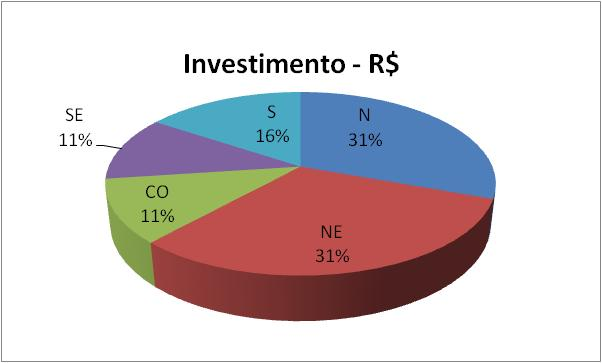 Investimento - R$
N
31%
NE
31%
CO
11%
SE
11%
S
16%